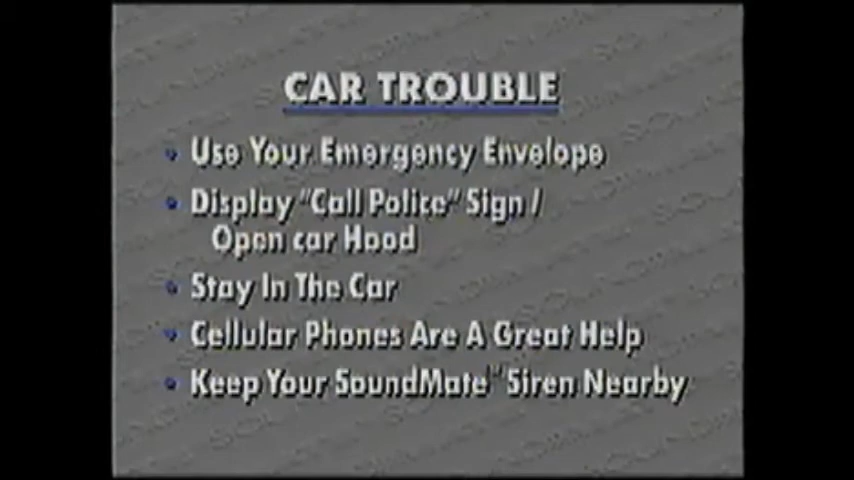 CAR TROUBLE
• Use Your Emergency Envelope
• Display "Call Police" Sign /
Open car Hood
• Stay In The Car
• Cellular Phones Are A Great Help
• Keep Your SoundMate™ Siren Nearby